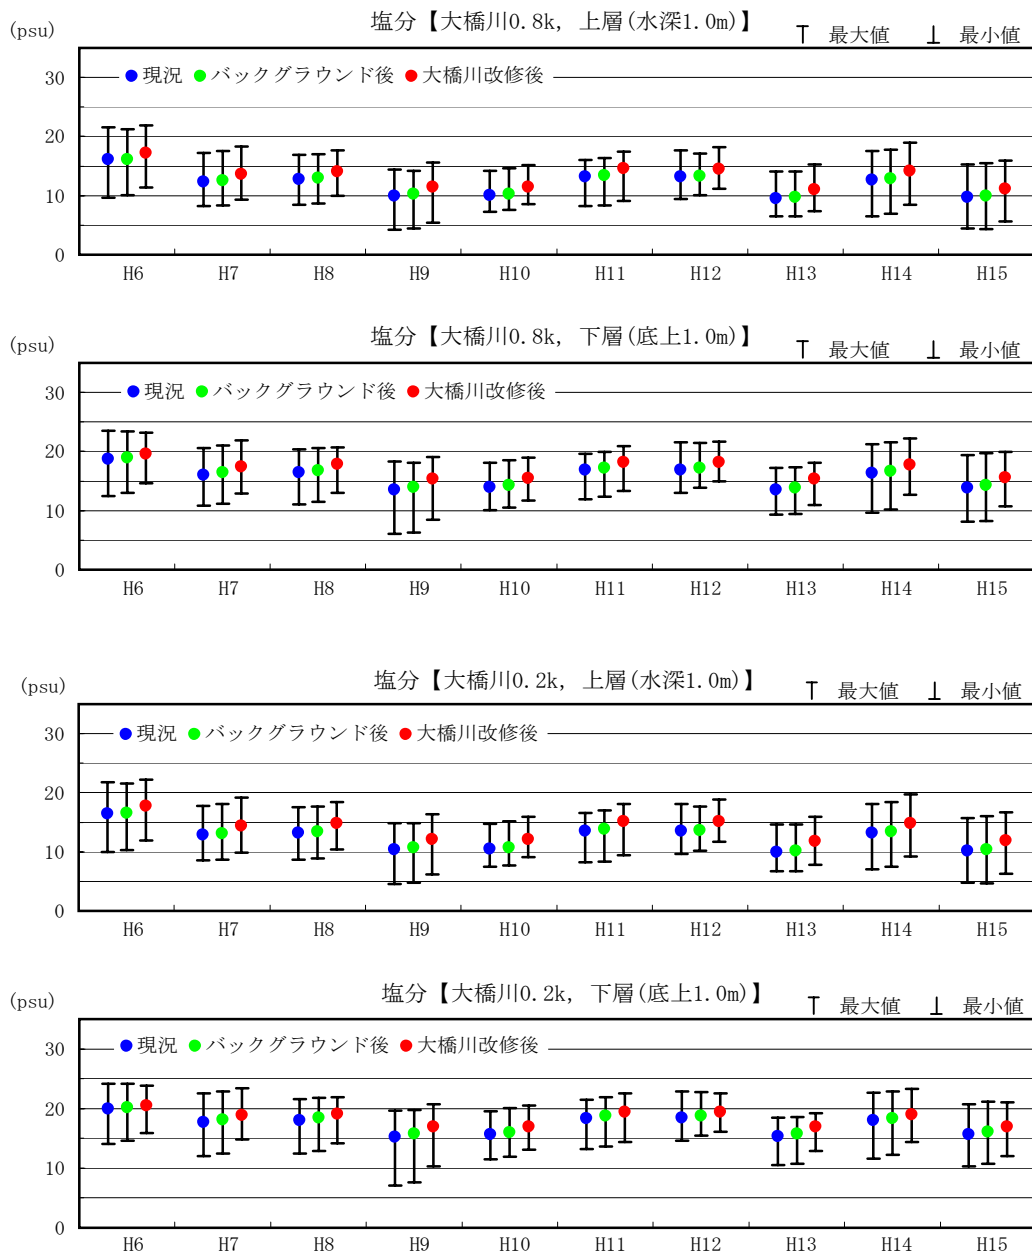 塩分【大橋川0.8k, 上層(水深1.0m)】
(psu) 最大値 最小値
現況 バックグラウンド後 大橋川改修後
30
20
10
0
H6 H7 H8 H9 H10 H11 H12 H13 H14 H15
塩分【大橋川0.8k, 下層(底上1.0m)】
(psu) 最大値 最小値
現況 バックグラウンド後 大橋川改修後
30
20
10
0
H6 H7 H8 H9 H10 H11 H12 H13 H14 H15
塩分【大橋川0.2k, 上層(水深1.0m)】
(psu) 最大値 最小値
現況 バックグラウンド後 大橋川改修後
30
20
10
0
H6 H7 H8 H9 H10 H11 H12 H13 H14 H15
塩分【大橋川0.2k, 下層(底上1.0m)】
(psu) 最大値 最小値
現況 バックグラウンド後 大橋川改修後
30
20
10
0
H6 H7 H8 H9 H10 H11 H12 H13 H14 H15